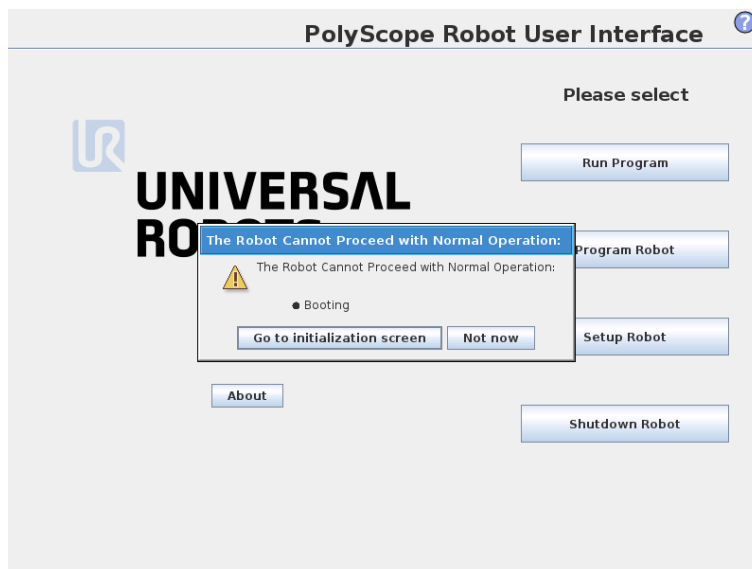 PolyScope Robot User Interface
?
Please select
UR
UNIVERSAL
Run Program
Program Robot
The Robot Cannot Proceed with Normal Operation:
The Robot Cannot Proceed with Normal Operation:
Booting
Go to initialization screen
Not now
Setup Robot
About
Shutdown Robot